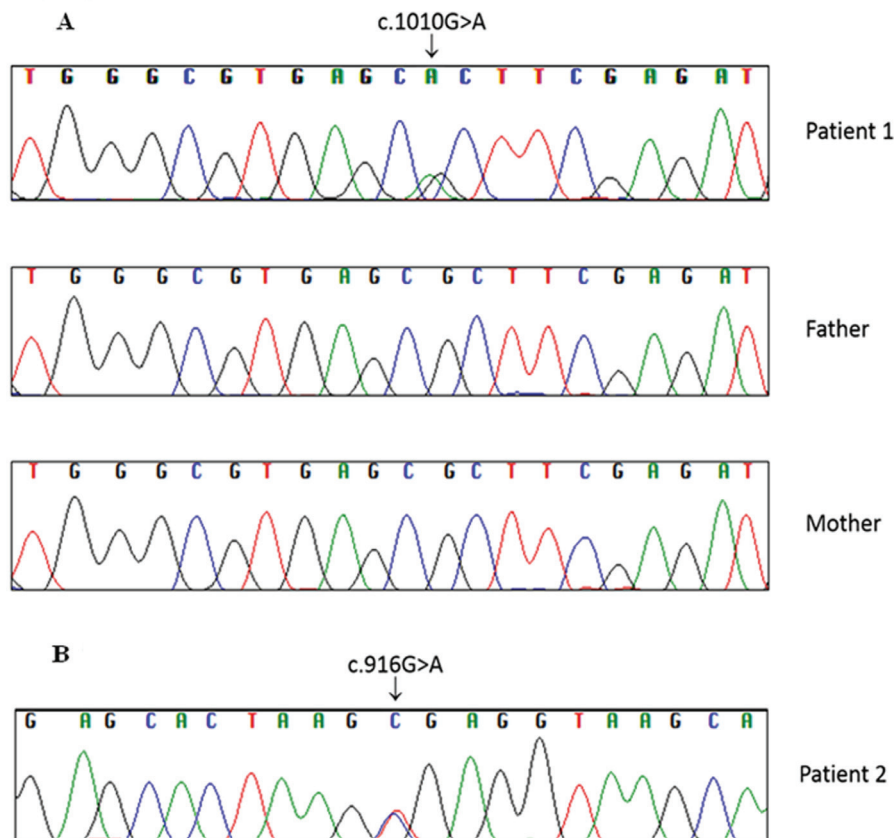 A
c.1010G>A
↓
T G G G C G T G A G C A C T T C G A G A T
Patient 1
T G G G C G T G A G C G C T T C G A G A T
Father
T G G G C G T G A G C G C T T C G A G A T
Mother
B
c.916G>A
↓
G A G C A C T A A G C G A G G T A A G C A
Patient 2